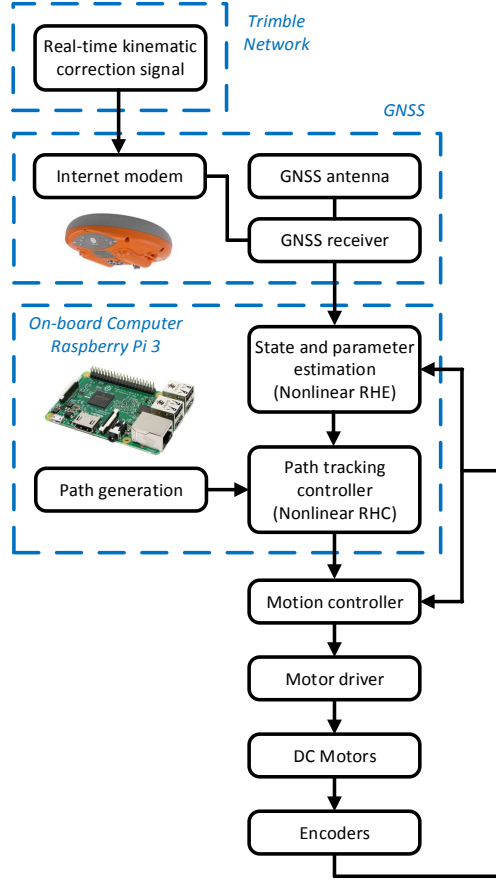 Trimble
Network
Real-time kinematic
correction signal
GNSS
Internet modem
GNSS antenna
GNSS receiver
On-board Computer
Raspberry Pi 3
State and parameter
estimation
(Nonlinear RHE)
Path generation
Path tracking
controller
(Nonlinear RHC)
Motion controller
Motor driver
DC Motors
Encoders